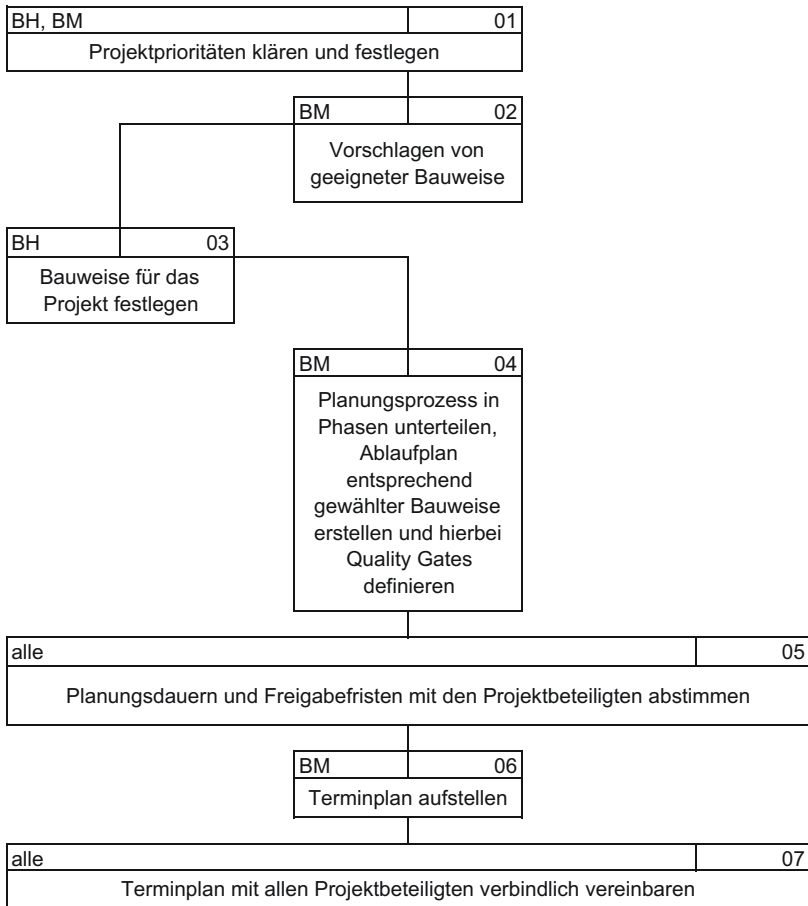 BH, BM 01
Projektprioritäten klären und festlegen
BM 02
Vorschlagen von
geeigneter Bauweise
BH 03
Bauweise für das
Projekt festlegen
BM 04
Planungsprozess in
Phasen unterteilen,
Ablaufplan
entsprechend
gewählter Bauweise
erstellen und hierbei
Quality Gates
definieren
alle 05
Planungsdauern und Freigabefristen mit den Projektbeteiligten abstimmen
BM 06
Terminplan aufstellen
alle 07
Terminplan mit allen Projektbeteiligten verbindlich vereinbaren